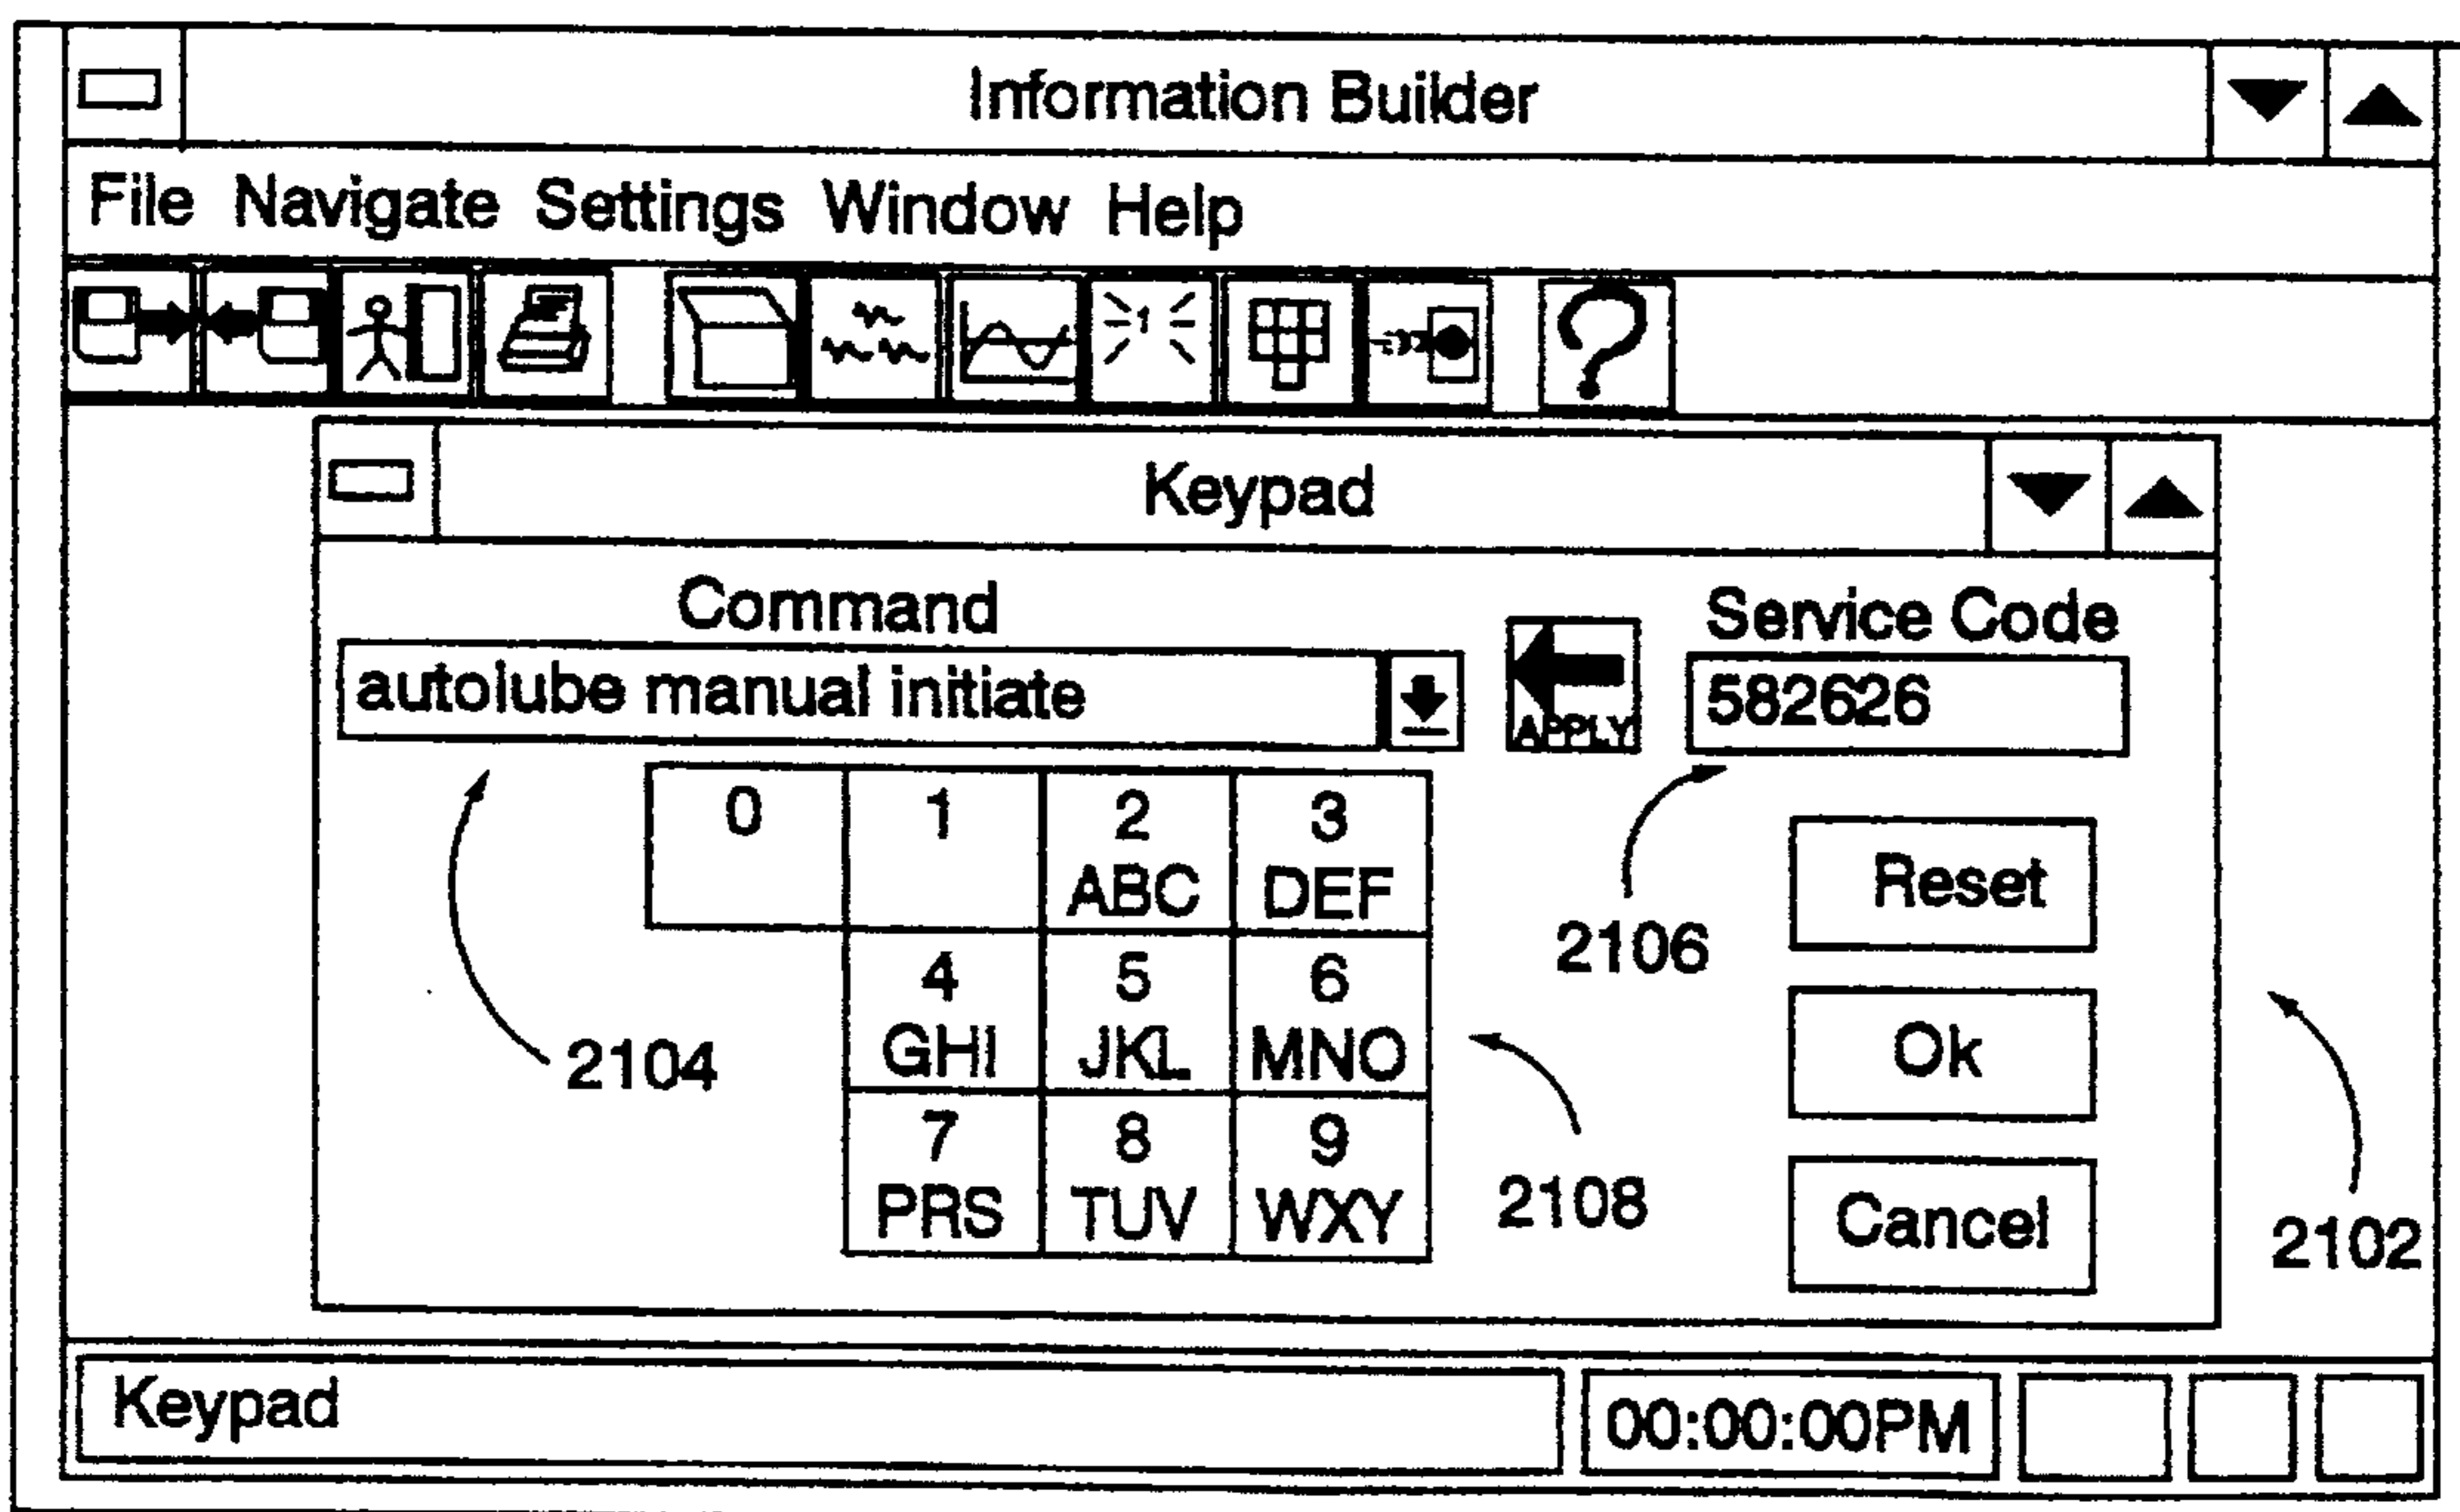 Information Builder
File Navigate Settings Window Help
1
Keypad
Command
Service Code
autolube manual initiate
APPLY
582626
0 1 2 3
ABC DEF
2106
Reset
4 5 6
GHI JKL MNO
2104
Ok
7 8 9
PRS TUV WXY
2108
Cancel
2102
Keypad
00:00:00PM